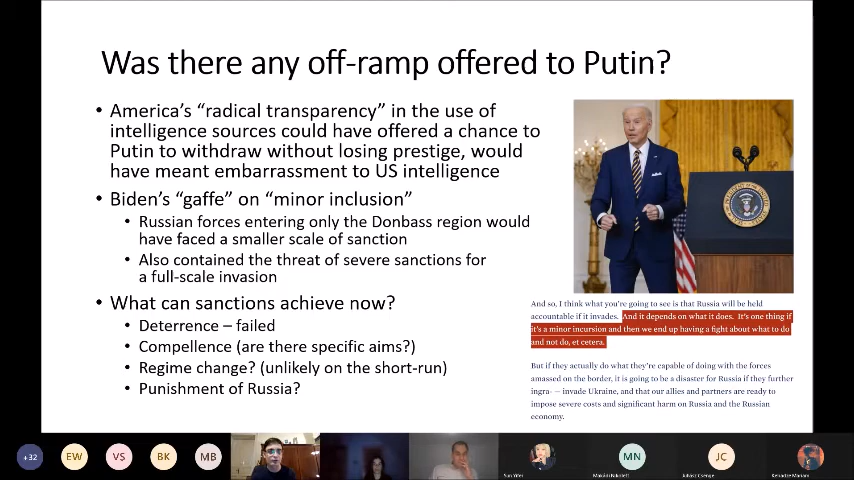 Was there any off-ramp offered to Putin?
• America's “radical transparency” in the use of
intelligence sources could have offered a chance to
Putin to withdraw without losing prestige, would
have meant embarrassment to US intelligence
• Biden's “gaffe” on “minor inclusion”
• Russian forces entering only the Donbass region would
have faced a smaller scale of sanction
• Also contained the threat of severe sanctions for
a full-scale invasion
• What can sanctions achieve now?
• Deterrence – failed
• Compellence (are there specific aims?)
• Regime change? (unlikely on the short-run)
• Punishment of Russia?
And so, I think what you're going to see is that Russia will be held
accountable if it invades. And it depends on what it does. It's one thing if
it's a minor incursion and then we end up having a fight about what to do
and not do, et cetera.
But if they actually do what they're capable of doing with the forces
amassed on the border, it is going to be a disaster for Russia if they further
ingra- — invade Ukraine, and that our allies and partners are ready to
impose severe costs and significant harm on Russia and the Russian
economy.
+32
EW
VS
BK
MB
MN
JC